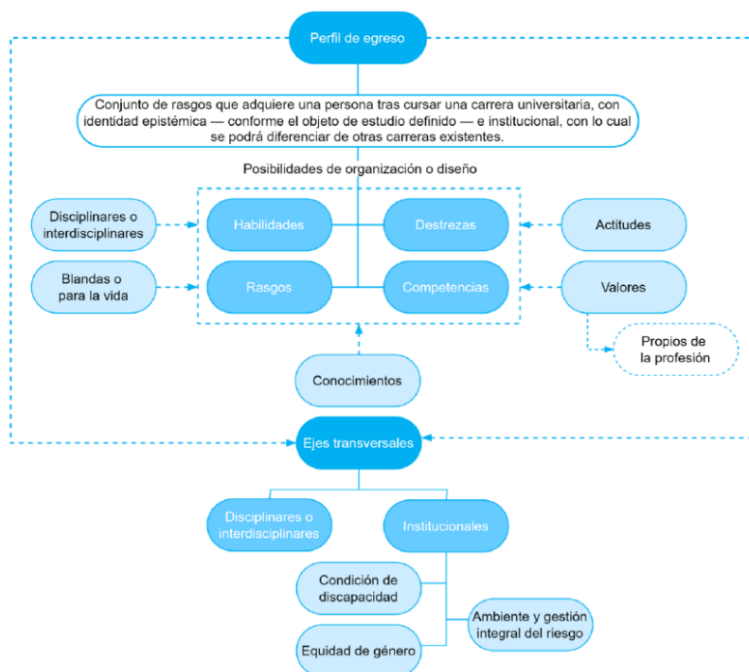 Perfil de egreso
Conjunto de rasgos que adquiere una persona tras cursar una carrera universitaria, con
identidad epistémica — conforme el objeto de estudio definido — e institucional, con lo cual
se podrá diferenciar de otras carreras existentes.
Posibilidades de organización o diseño
Disciplinares o
interdisciplinares
Habilidades
Destrezas
Actitudes
Blandas o
para la vida
Rasgos
Competencias
Valores
Propios de
la profesión
Conocimientos
Ejes transversales
Disciplinares o
interdisciplinares
Institucionales
Condición de
discapacidad
Ambiente y gestión
integral del riesgo
Equidad de género